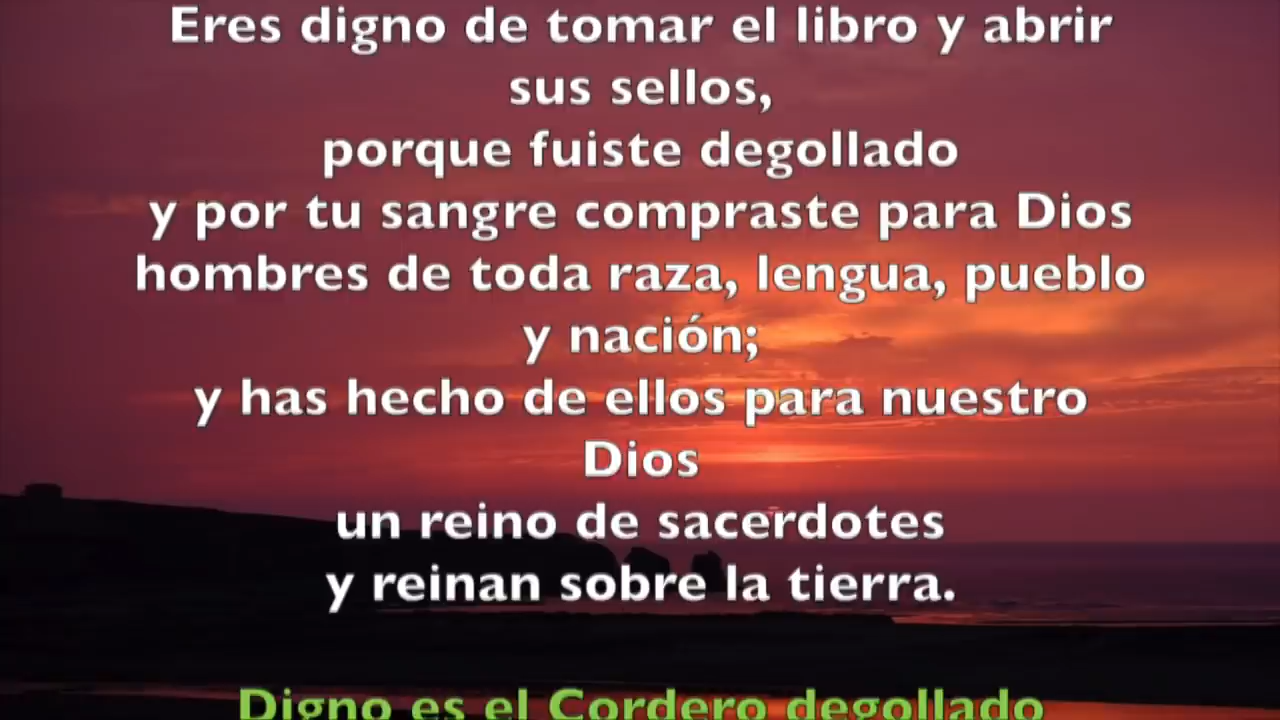 Eres digno de tomar el libro y abrir
sus sellos,
porque fuiste degollado
y por tu sangre compraste para Dios
hombres de toda raza, lengua, pueblo
y nación;
y has hecho de ellos para nuestro
Dios
un reino de sacerdotes
y reinan sobre la tierra.
Digno es el Cordero degollado